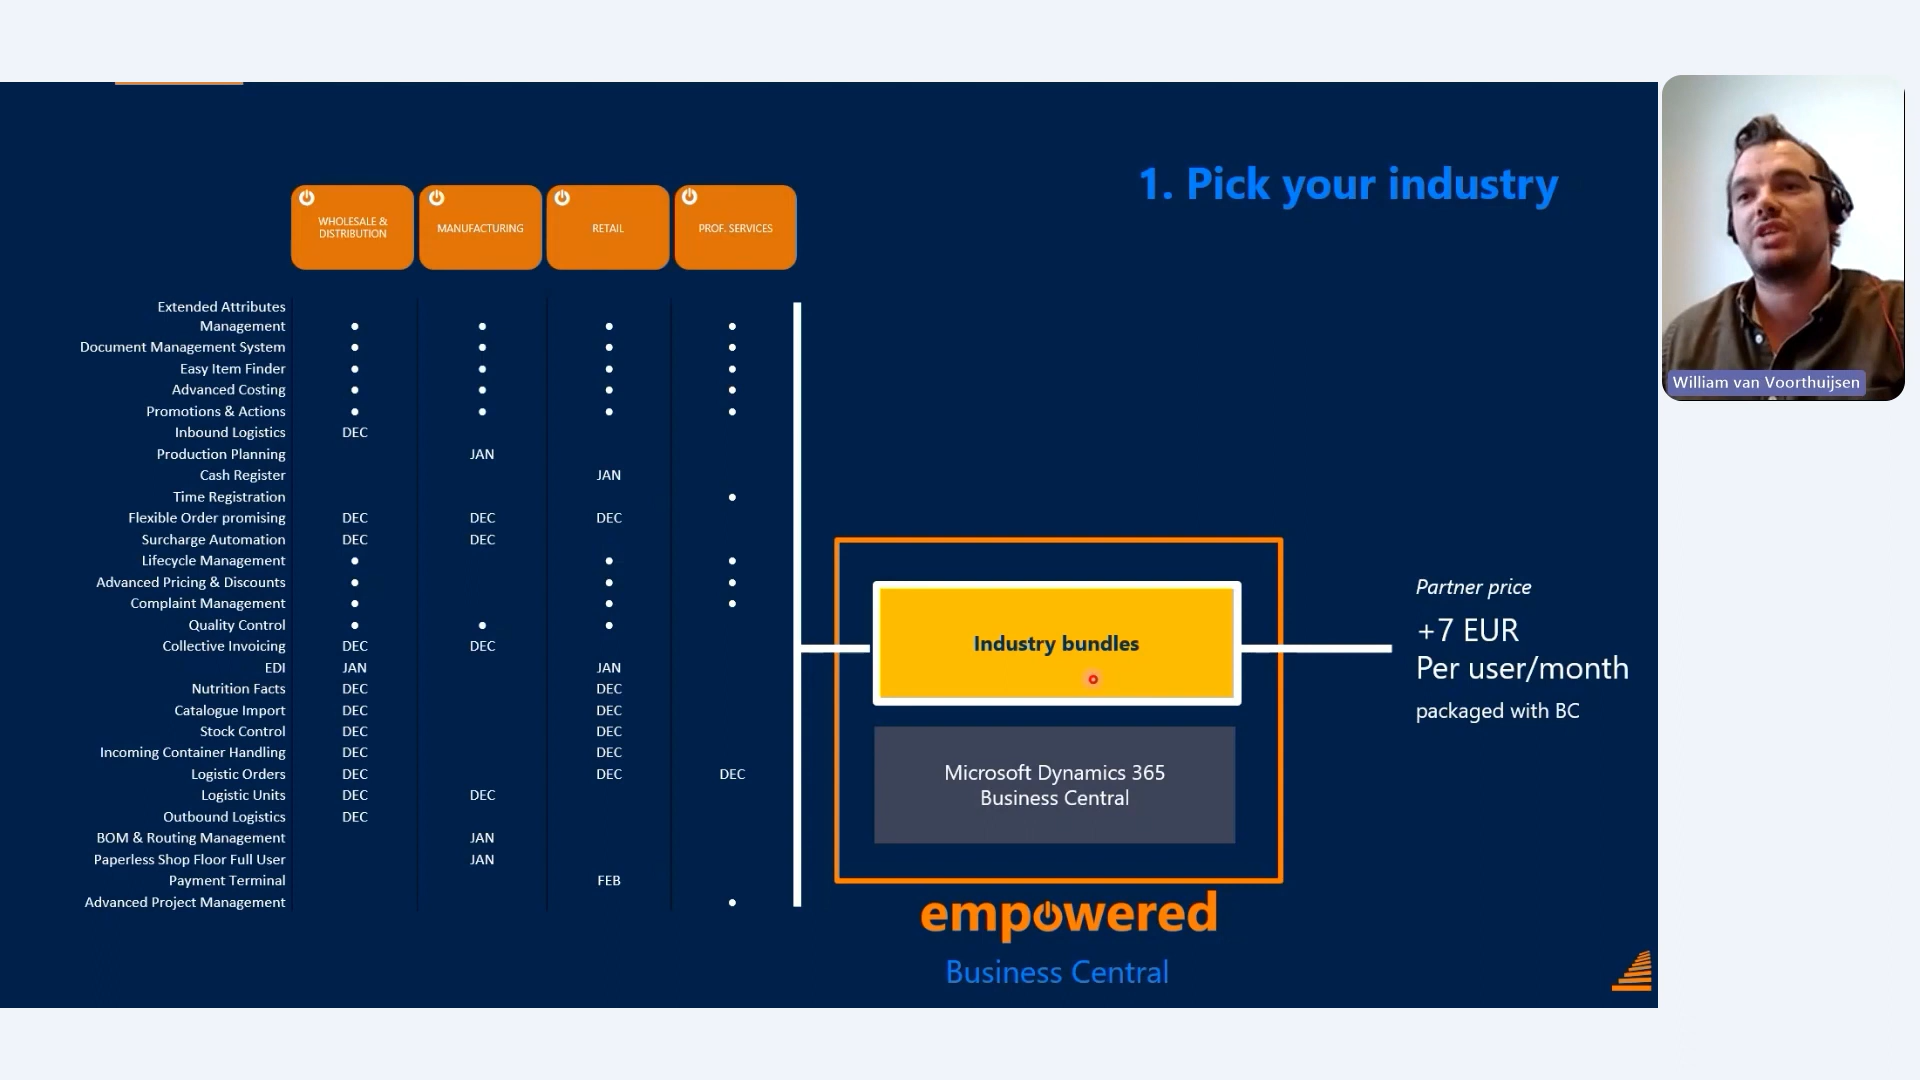 1. Pick your industry
WHOLESALE &
DISTRIBUTION
MANUFACTURING
RETAIL
PROF. SERVICES
Extended Attributes
Management ● ● ● ●
Document Management System ● ● ● ●
Easy Item Finder ● ● ● ●
Advanced Costing ● ● ● ●
Promotions & Actions ● ● ● ●
Inbound Logistics DEC
Production Planning JAN
Cash Register JAN
Time Registration ●
Flexible Order promising DEC DEC DEC
Surcharge Automation DEC DEC
Lifecycle Management ● ● ●
Advanced Pricing & Discounts ● ● ●
Complaint Management ● ● ●
Quality Control ● ● ●
Collective Invoicing DEC DEC
EDI JAN JAN
Nutrition Facts DEC DEC
Catalogue Import DEC DEC
Stock Control DEC DEC
Incoming Container Handling DEC DEC
Logistic Orders DEC DEC DEC
Logistic Units DEC DEC
Outbound Logistics DEC
BOM & Routing Management JAN
Paperless Shop Floor Full User JAN
Payment Terminal FEB
Advanced Project Management ●
Industry bundles
Microsoft Dynamics 365
Business Central
empowered
Business Central
Partner price
+7 EUR
Per user/month
packaged with BC
William van Voorthuijsen